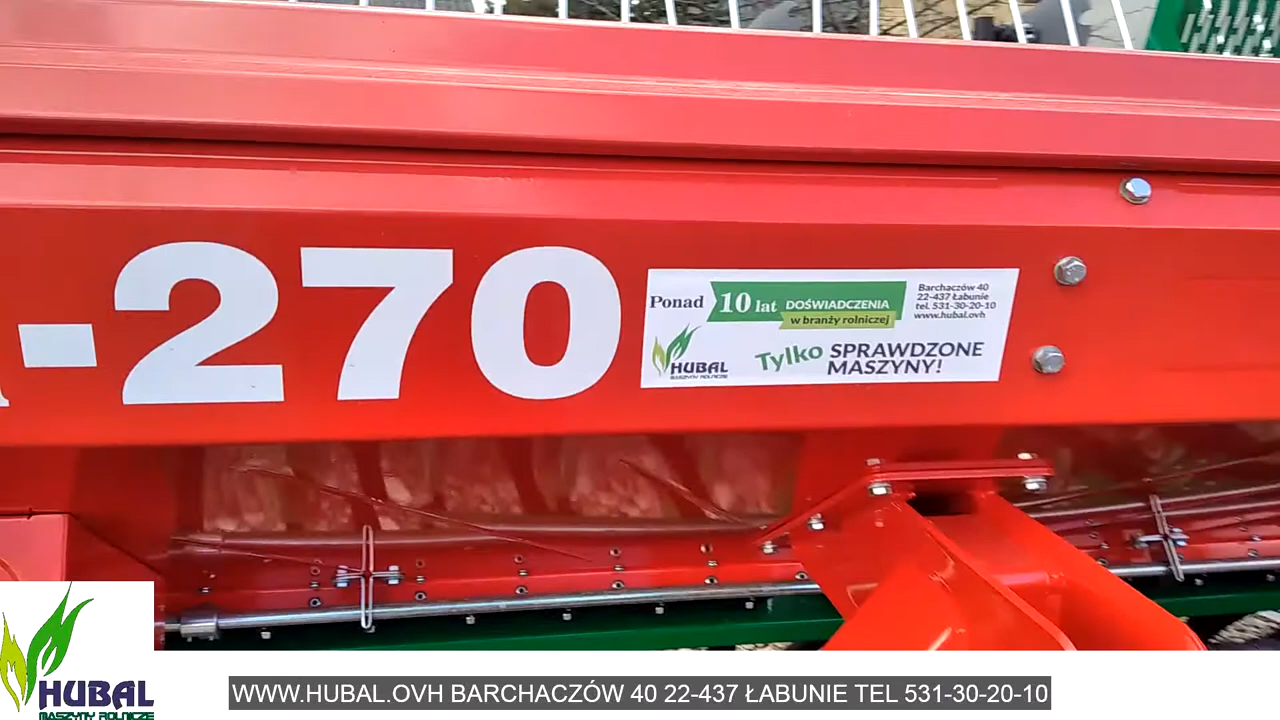 -270
Ponad 10 lat DOŚWIADCZENIA
w branży rolniczej
Barchaczów 40
22-437 Łabunie
tel. 531-30-20-10
www.hubal.ovh
HUBAL
MASZYNY ROLNICZE
Tylko SPRAWDZONE
MASZYNY!
HUBAL
MASZYNY ROLNICZE
WWW.HUBAL.OVH BARCHACZÓW 40 22-437 ŁABUNIE TEL 531-30-20-10